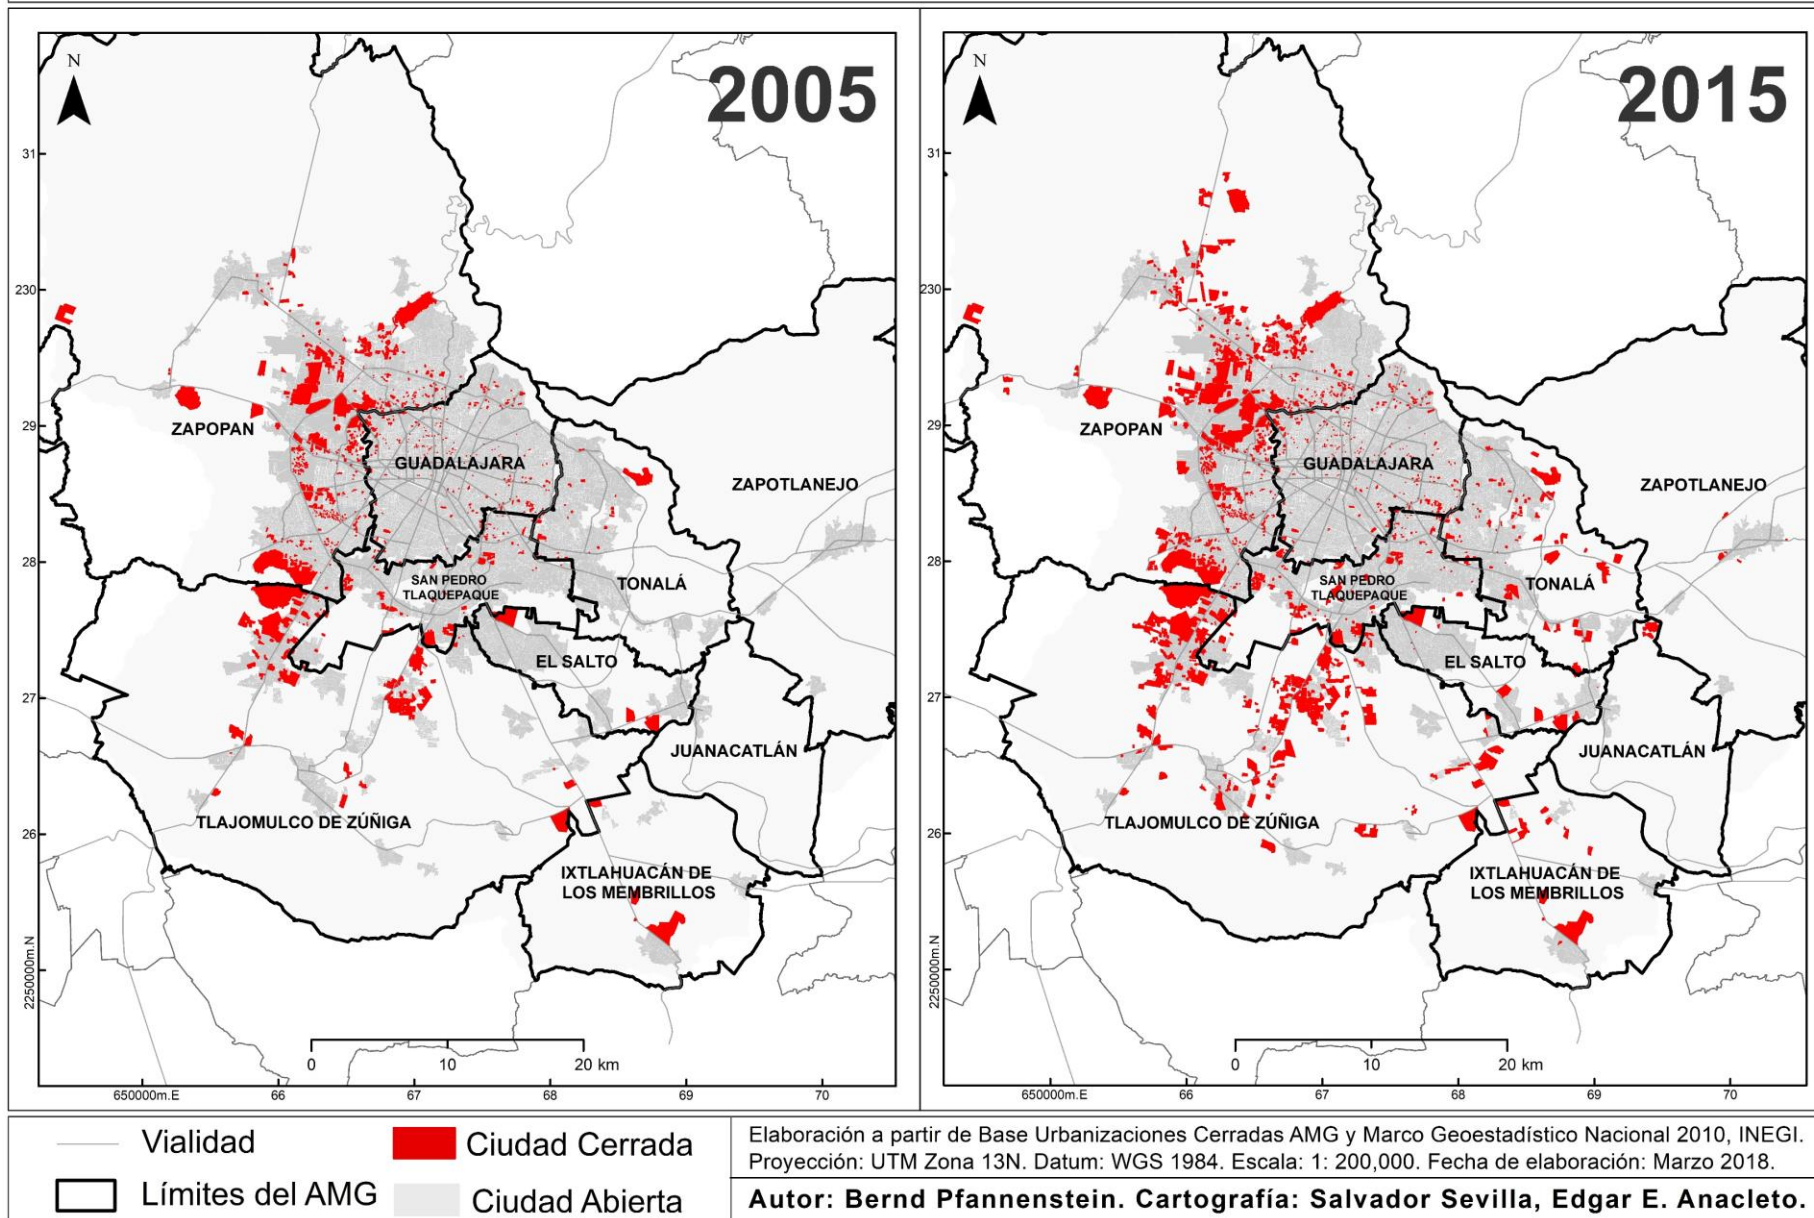 N
2005
31
230
29
28
27
26
2250000m.N
ZAPOPAN
GUADALAJARA
ZAPOTLANEJO
SAN PEDRO
TLAQUEPAQUE
TONALÁ
EL SALTO
JUANACATLÁN
TLAJOMULCO DE ZÚÑIGA
IXTLAHUACÁN DE
LOS MEMBRILLOS
0 10 20 km
650000m.E 66 67 68 69 70
N
2015
31
230
29
28
27
26
2250000m.N
ZAPOPAN
GUADALAJARA
ZAPOTLANEJO
SAN PEDRO
TLAQUEPAQUE
TONALÁ
EL SALTO
JUANACATLÁN
TLAJOMULCO DE ZÚÑIGA
IXTLAHUACÁN DE
LOS MEMBRILLOS
0 10 20 km
650000m.E 66 67 68 69 70
Vialidad
Ciudad Cerrada
Límites del AMG
Ciudad Abierta
Elaboración a partir de Base Urbanizaciones Cerradas AMG y Marco Geoestadístico Nacional 2010, INEGI.
Proyección: UTM Zona 13N. Datum: WGS 1984. Escala: 1: 200,000. Fecha de elaboración: Marzo 2018.
Autor: Bernd Pfannenstein. Cartografía: Salvador Sevilla, Edgar E. Anacleto.